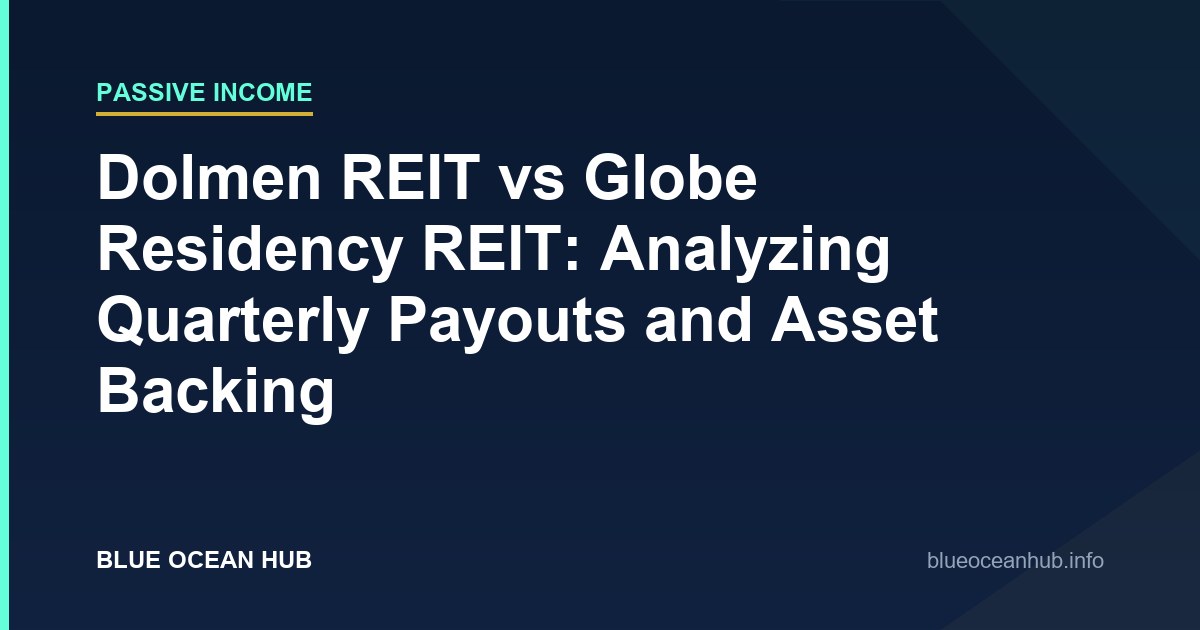 PASSIVE INCOME
Dolmen REIT vs Globe
Residency REIT: Analyzing
Quarterly Payouts and Asset
Backing
BLUE OCEAN HUB
blueoceanhub.info